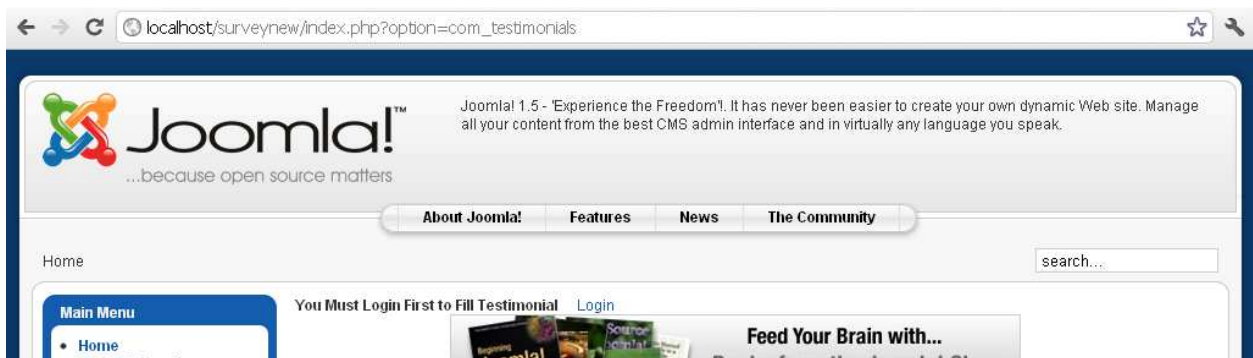 localhost/surveynew/index.php?option=com_testimonials
Joomla!™
...because open source matters
Joomla! 1.5 - 'Experience the Freedom'!. It has never been easier to create your own dynamic Web site. Manage
all your content from the best CMS admin interface and in virtually any language you speak.
About Joomla! Features News The Community
Home
search...
Main Menu
You Must Login First to Fill Testimonial Login
Home
Beginning
Joomla!
Source
Feed Your Brain with...